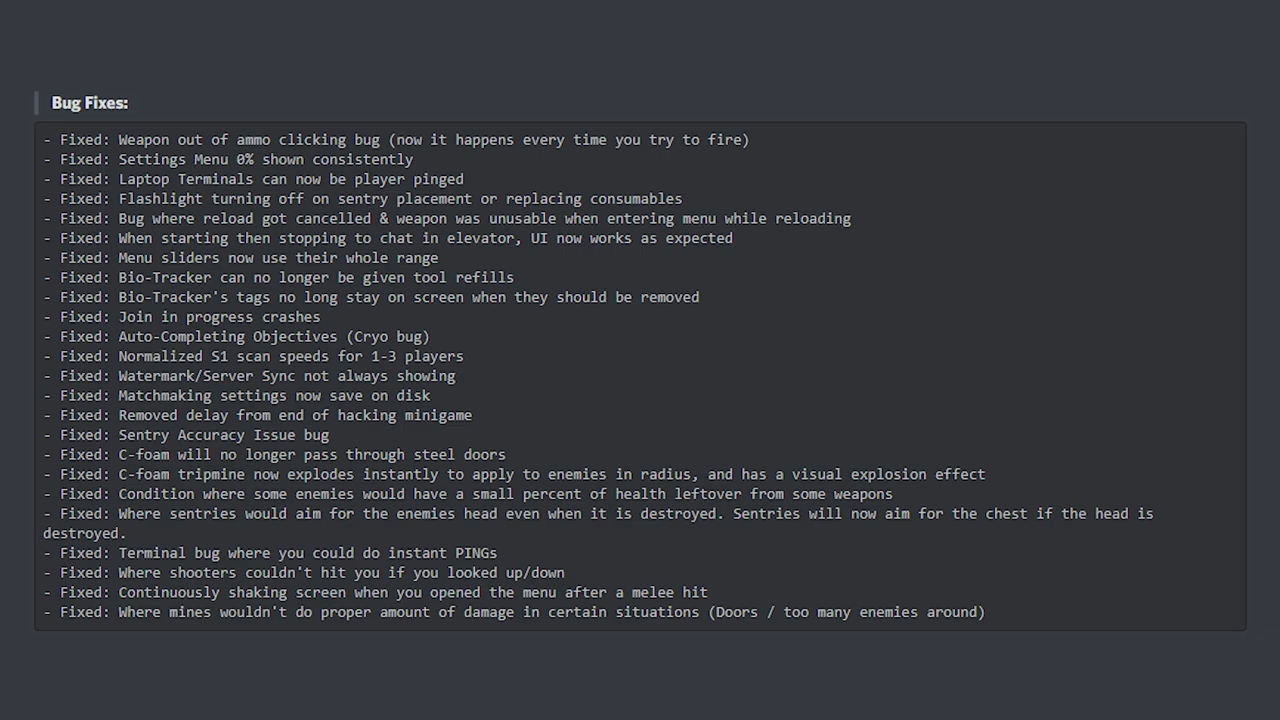 Bug Fixes:
- Fixed: Weapon out of ammo clicking bug (now it happens every time you try to fire)
- Fixed: Settings Menu 0% shown consistently
- Fixed: Laptop Terminals can now be player pinged
- Fixed: Flashlight turning off on sentry placement or replacing consumables
- Fixed: Bug where reload got cancelled & weapon was unusable when entering menu while reloading
- Fixed: When starting then stopping to chat in elevator, UI now works as expected
- Fixed: Menu sliders now use their whole range
- Fixed: Bio-Tracker can no longer be given tool refills
- Fixed: Bio-Tracker's tags no long stay on screen when they should be removed
- Fixed: Join in progress crashes
- Fixed: Auto-Completing Objectives (Cryo bug)
- Fixed: Normalized S1 scan speeds for 1-3 players
- Fixed: Watermark/Server Sync not always showing
- Fixed: Matchmaking settings now save on disk
- Fixed: Removed delay from end of hacking minigame
- Fixed: Sentry Accuracy Issue bug
- Fixed: C-foam will no longer pass through steel doors
- Fixed: C-foam tripmine now explodes instantly to apply to enemies in radius, and has a visual explosion effect
- Fixed: Condition where some enemies would have a small percent of health leftover from some weapons
- Fixed: Where sentries would aim for the enemies head even when it is destroyed. Sentries will now aim for the chest if the head is
destroyed.
- Fixed: Terminal bug where you could do instant PINGs
- Fixed: Where shooters couldn't hit you if you looked up/down
- Fixed: Continuously shaking screen when you opened the menu after a melee hit
- Fixed: Where mines wouldn't do proper amount of damage in certain situations (Doors / too many enemies around)